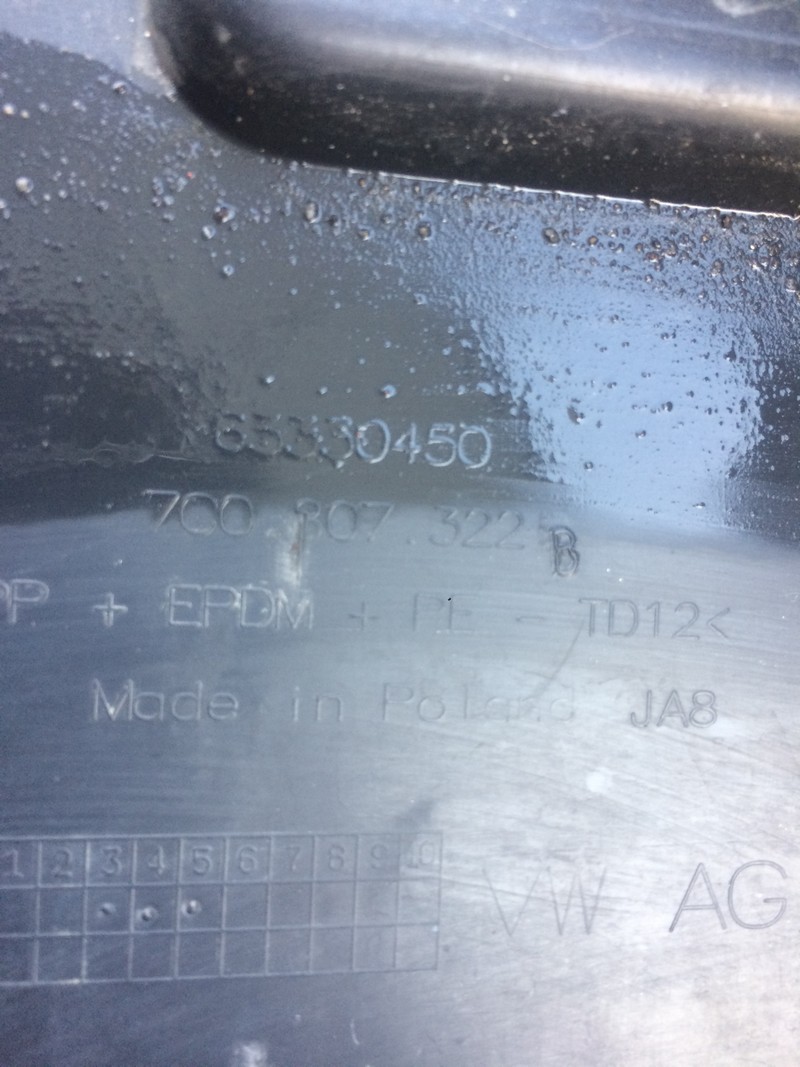 65330450
7C0.807.322 B
PP + EPDM + PE - TD12<
Made in Poland JA8
1 2 3 4 5 6 7 8 9 10
VW AG